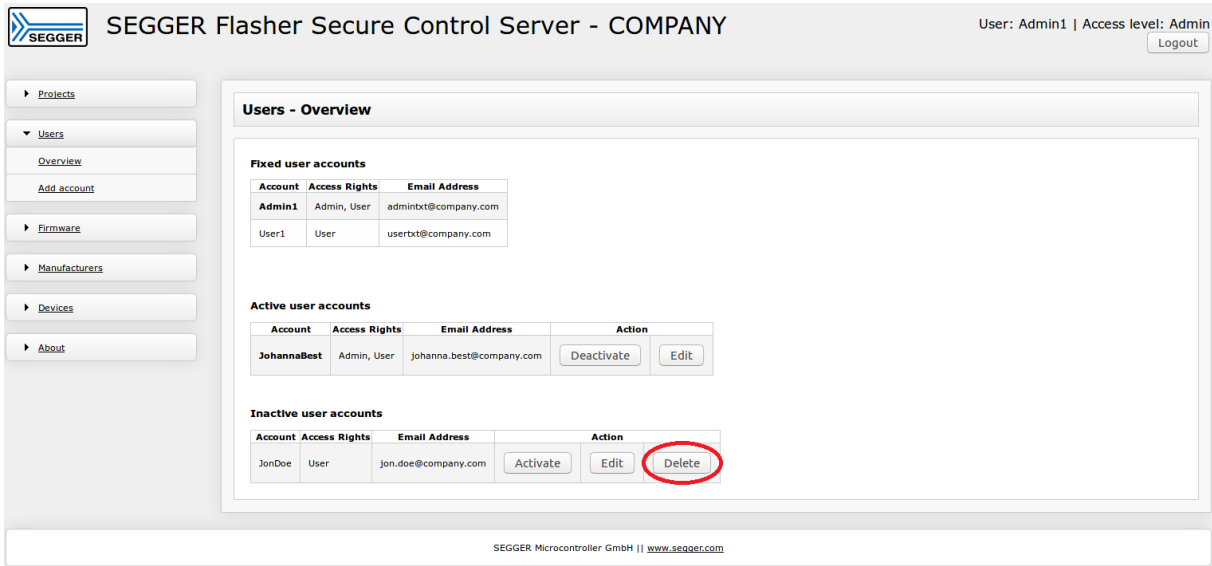 SEGGER
SEGGER Flasher Secure Control Server - COMPANY
User: Admin1 | Access level: Admin
Logout
Projects
Users
Overview
Add account
Firmware
Manufacturers
Devices
About
Users - Overview
Fixed user accounts
Account Access Rights Email Address
Admin1 Admin, User admintxt@company.com
User1 User usertxt@company.com
Active user accounts
Account Access Rights Email Address Action
JohannaBest Admin, User johanna.best@company.com Deactivate Edit
Inactive user accounts
Account Access Rights Email Address Action
JonDoe User jon.doe@company.com Activate Edit Delete
SEGGER Microcontroller GmbH || www.segger.com